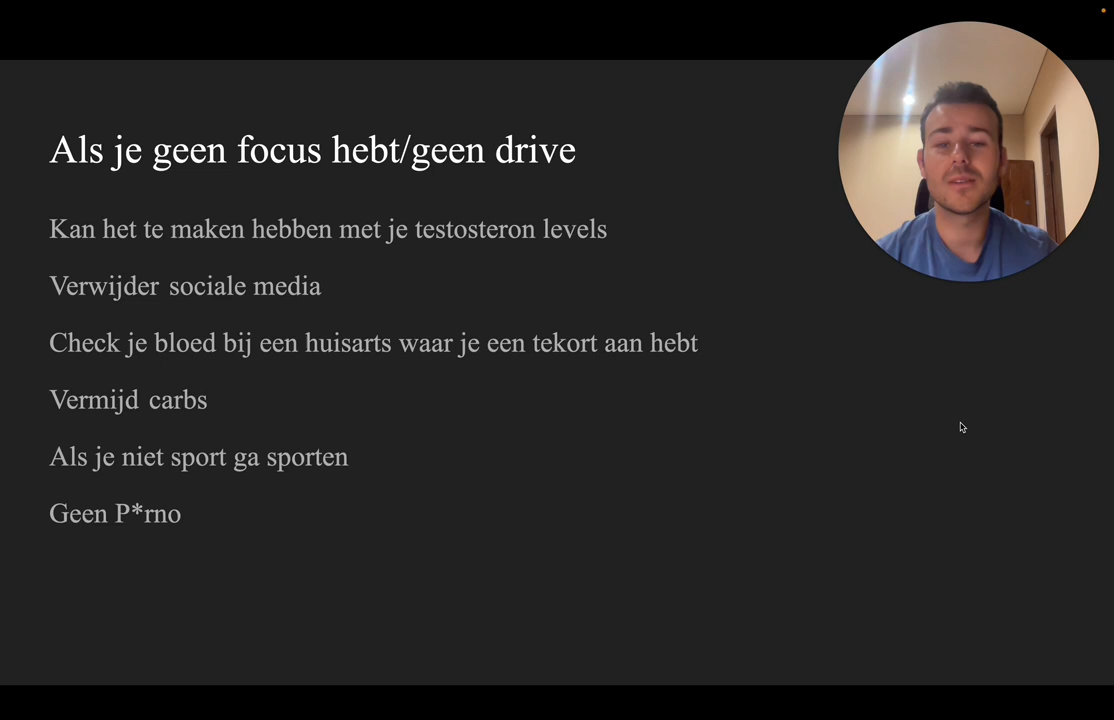 Als je geen focus hebt/geen drive
Kan het te maken hebben met je testosteron levels
Verwijder sociale media
Check je bloed bij een huisarts waar je een tekort aan hebt
Vermijd carbs
Als je niet sport ga sporten
Geen P*rno